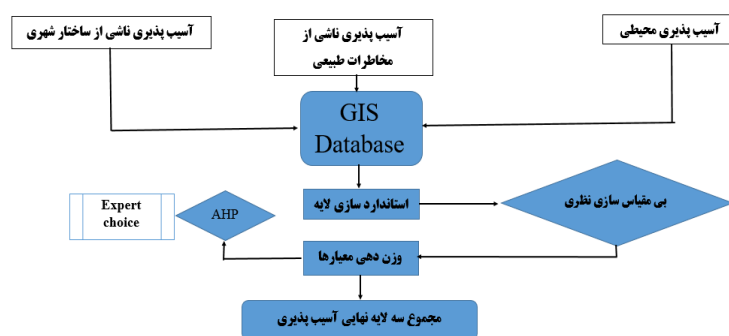 آسیب پذیری ناشی از ساختار شهری
آسیب پذیری ناشی از
مخاطرات طبیعی
آسیب پذیری محیطی
GIS
Database
استاندارد سازی لایه
بی مقیاس سازی نظری
Expert
choice
AHP
وزن دهی معیارها
مجموع سه لایه نهایی آسیب پذیری